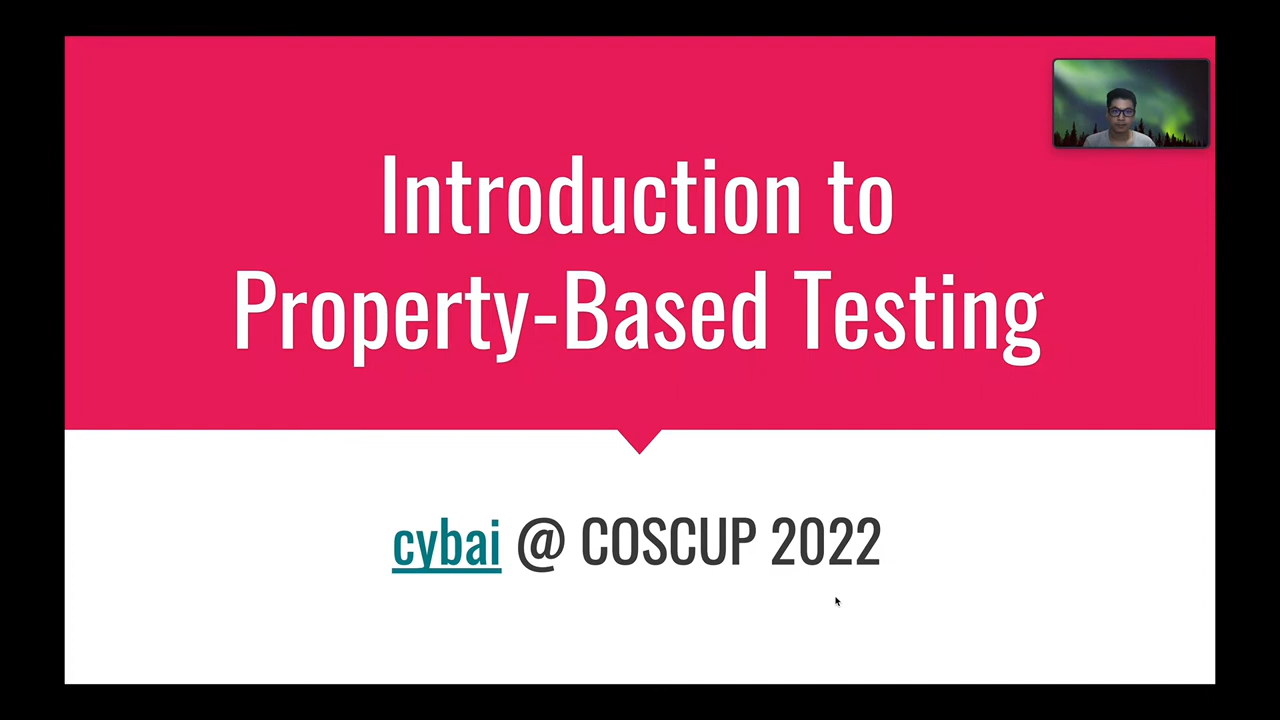 Introduction to
Property-Based Testing
cybai @ COSCUP 2022